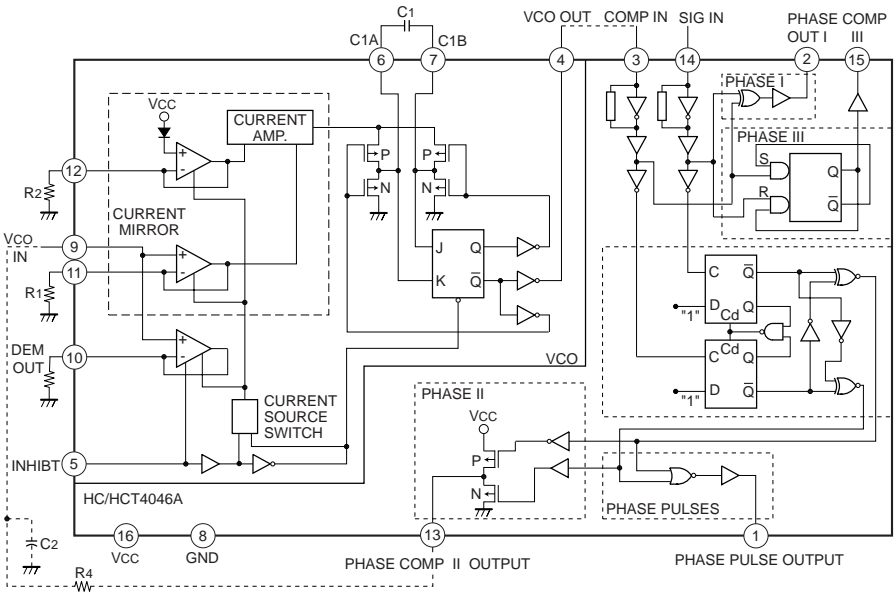 C1
VCO OUT
COMP IN
SIG IN
PHASE COMP
OUT I
III
C1A
C1B
6
7
4
3
14
2
15
PHASE I
VCC
CURRENT
AMP.
PHASE III
+
-
P
P
S
Q
12
N
N
R
Q
R2
CURRENT
MIRROR
VCO
IN
9
+
-
J
Q
K
Q
11
R1
C
Q
D
Q
"1"
Cd
+
-
DEM
OUT
10
VCO
Cd
C
Q
D
Q
"1"
PHASE II
CURRENT
SOURCE
SWITCH
VCC
P
INHIBT
5
N
HC/HCT4046A
PHASE PULSES
C2
16
VCC
8
GND
13
1
PHASE COMP II OUTPUT
PHASE PULSE OUTPUT
R4